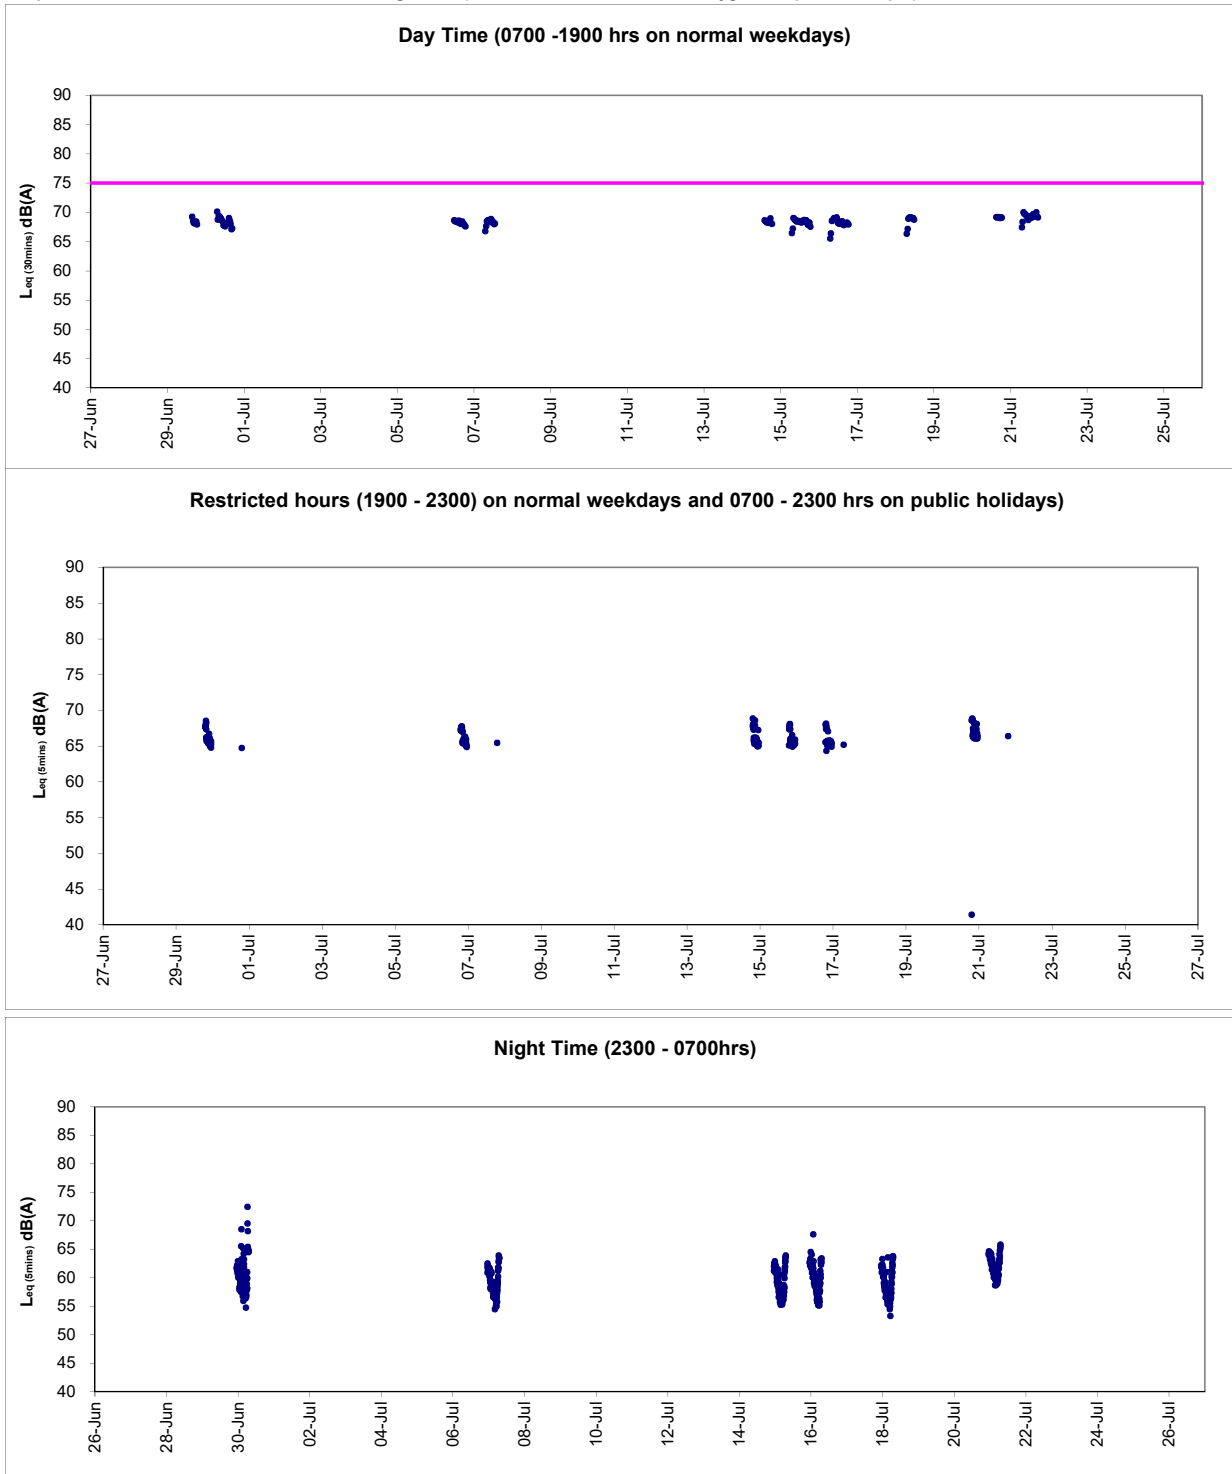 Day Time (0700 -1900 hrs on normal weekdays)
90
85
80
75
70
65
60
55
50
45
40
Leq (30mins) dB(A)
27-Jun
29-Jun
01-Jul
03-Jul
05-Jul
07-Jul
09-Jul
11-Jul
13-Jul
15-Jul
17-Jul
19-Jul
21-Jul
23-Jul
25-Jul
Restricted hours (1900 - 2300) on normal weekdays and 0700 - 2300 hrs on public holidays)
90
85
80
75
70
65
60
55
50
45
40
Leq (5mins) dB(A)
27-Jun
29-Jun
01-Jul
03-Jul
05-Jul
07-Jul
09-Jul
11-Jul
13-Jul
15-Jul
17-Jul
19-Jul
21-Jul
23-Jul
25-Jul
27-Jul
Night Time (2300 - 0700hrs)
90
85
80
75
70
65
60
55
50
45
40
Leq (5mins) dB(A)
26-Jun
28-Jun
30-Jun
02-Jul
04-Jul
06-Jul
08-Jul
10-Jul
12-Jul
14-Jul
16-Jul
18-Jul
20-Jul
22-Jul
24-Jul
26-Jul